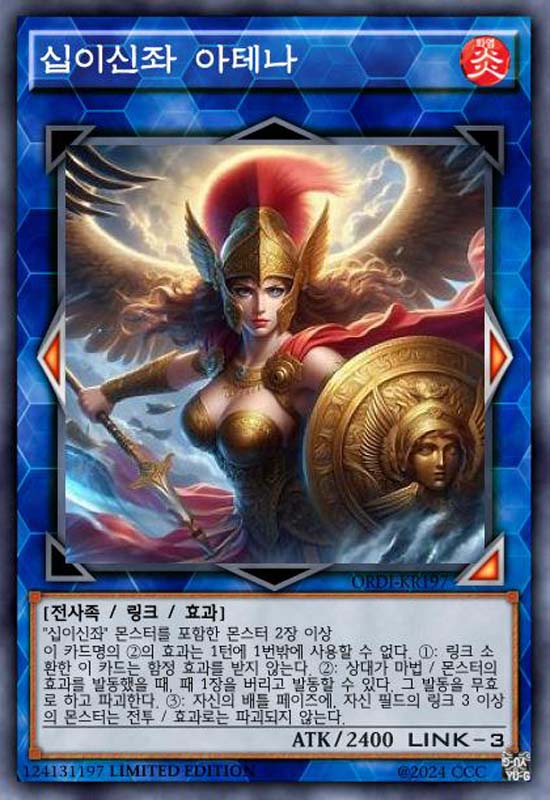 십이신좌 아테나
화염
炎
ORDI-KR197
[전사족 / 링크 / 효과]
"십이신좌" 몬스터를 포함한 몬스터 2장 이상
이 카드명의 ②의 효과는 1턴에 1번밖에 사용할 수 없다. ①: 링크 소
환한 이 카드는 함정 효과를 받지 않는다. ②: 상대가 마법 / 몬스터의
효과를 발동했을 때, 패 1장을 버리고 발동할 수 있다. 그 발동을 무효
로 하고 파괴한다. ③: 자신의 배틀 페이즈에, 자신 필드의 링크 3 이상
의 몬스터는 전투 / 효과로는 파괴되지 않는다.
ATK/2400 LINK-3
124131197 LIMITED EDITION
©2024 CCC